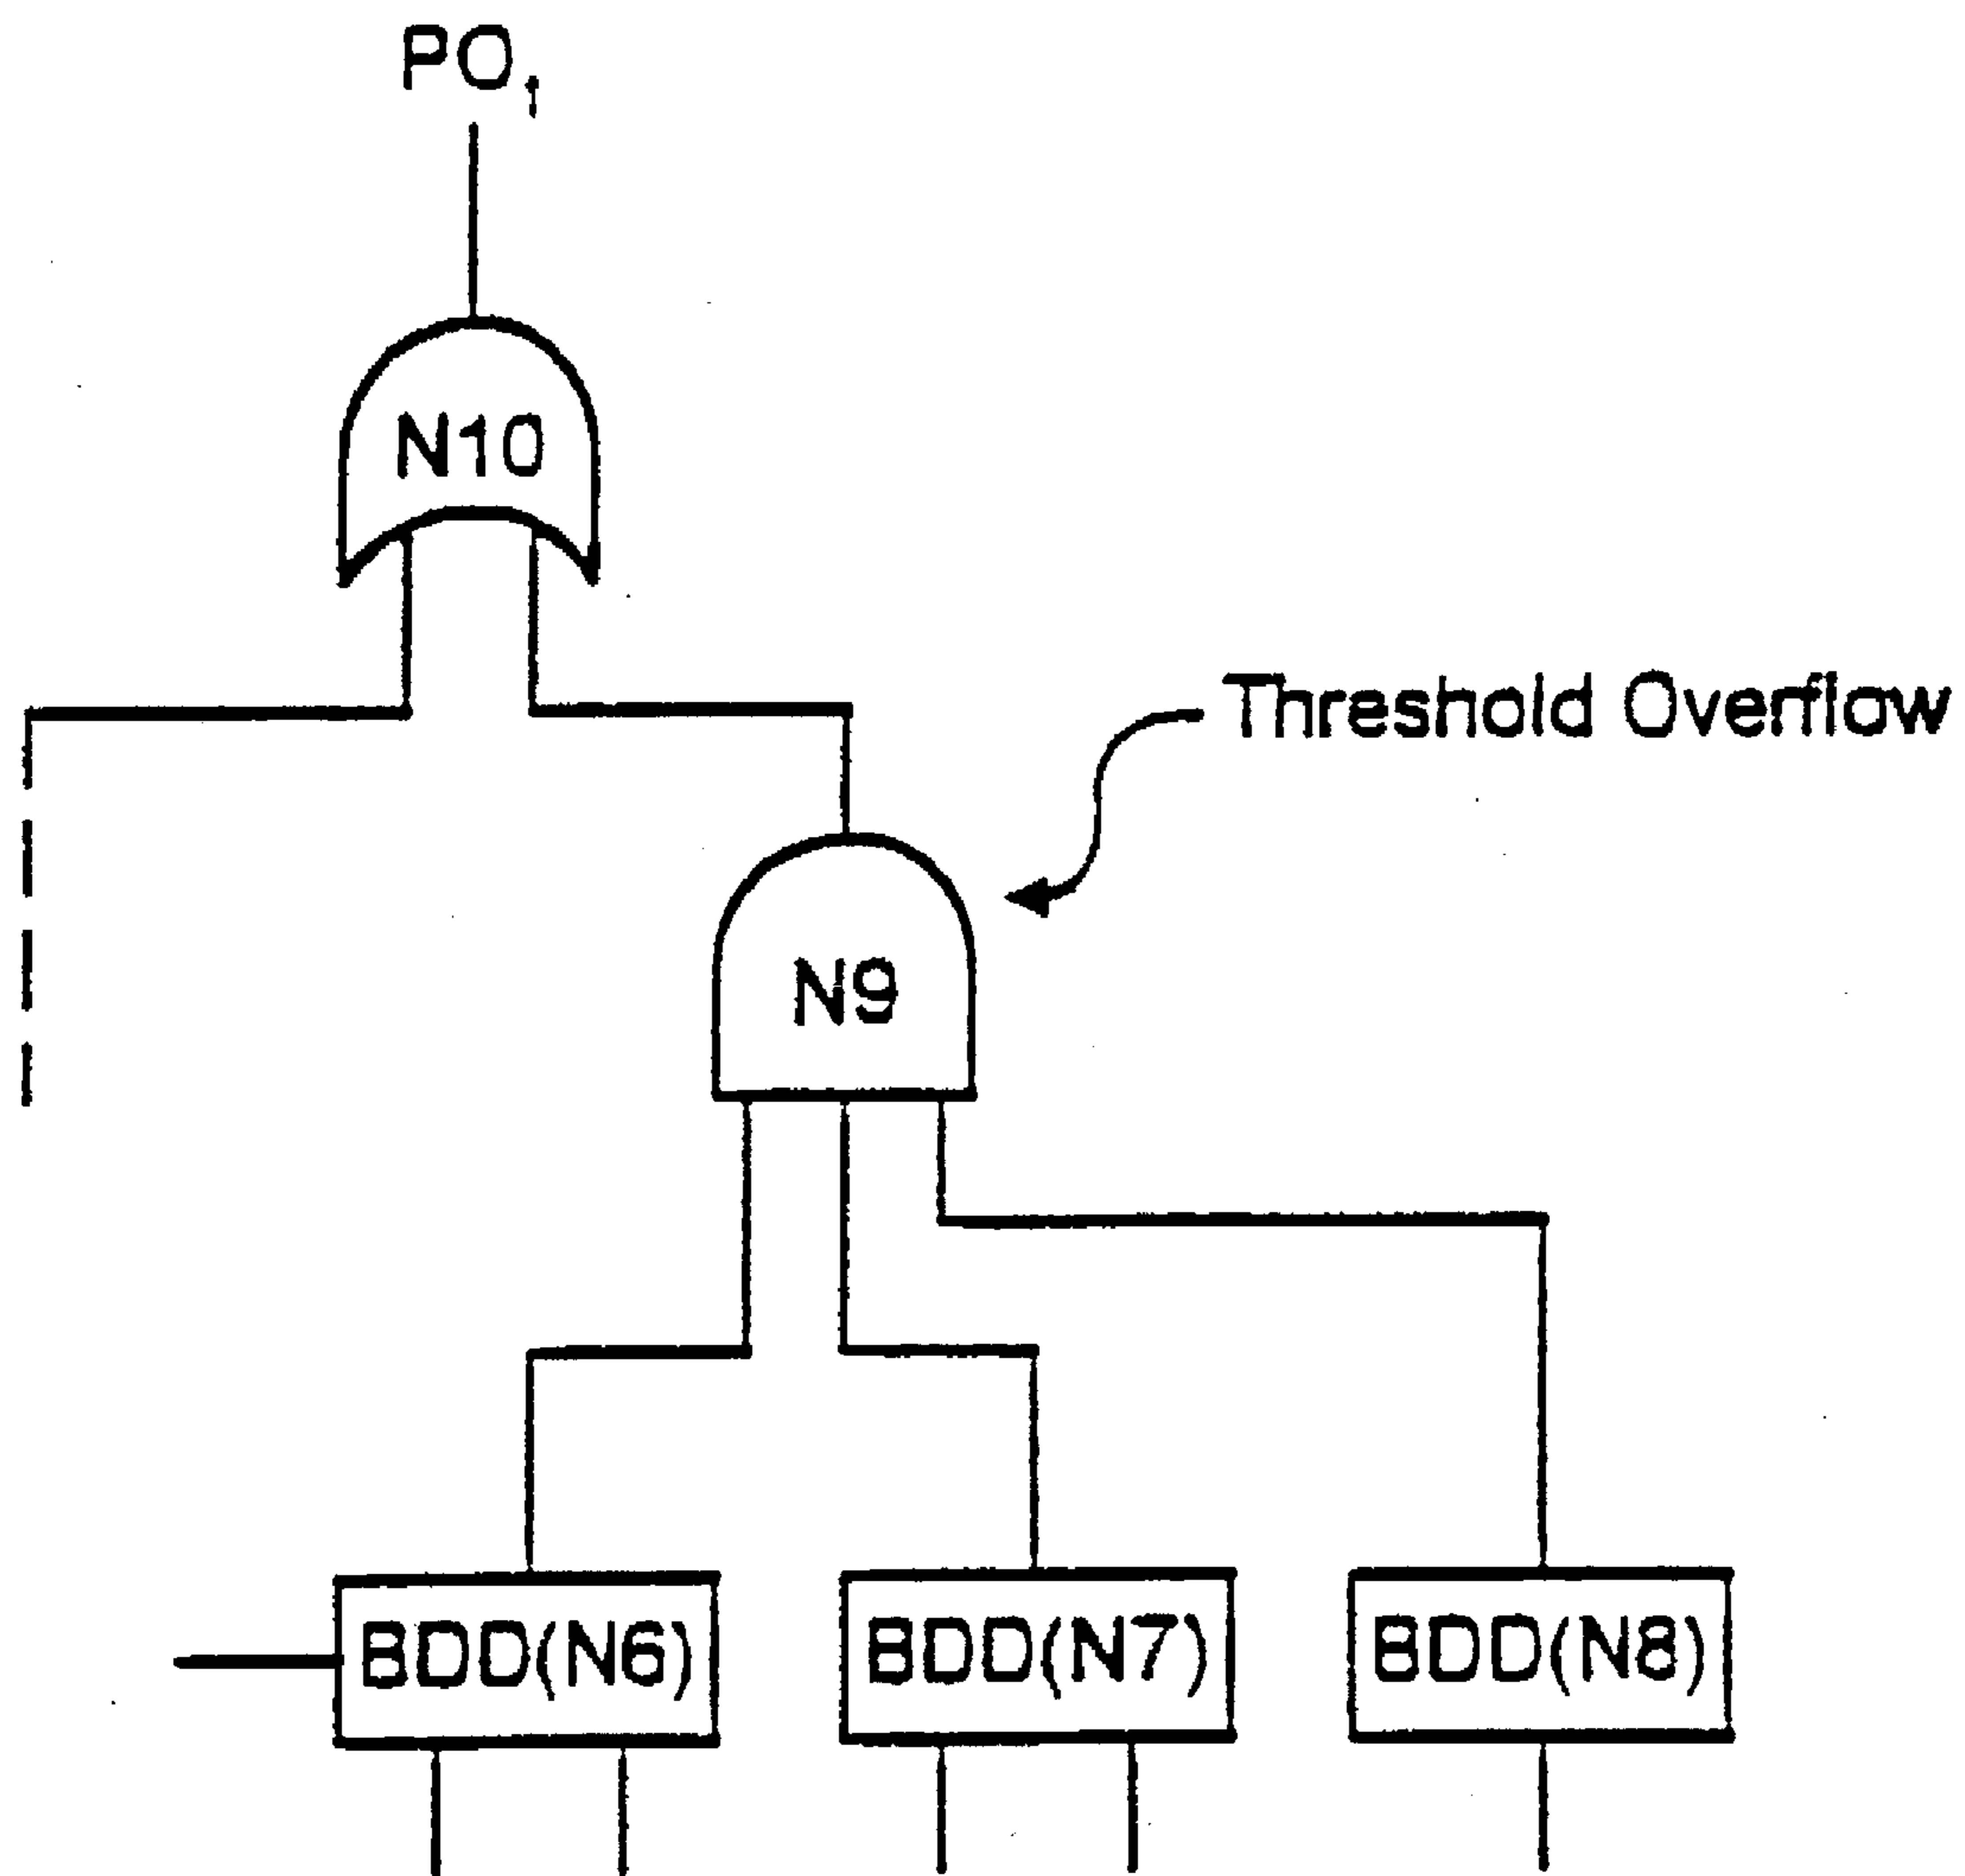 PO1
N10
Threshold Overflow
N9
BDD(N6)
BDD(N7)
BDD(N8)